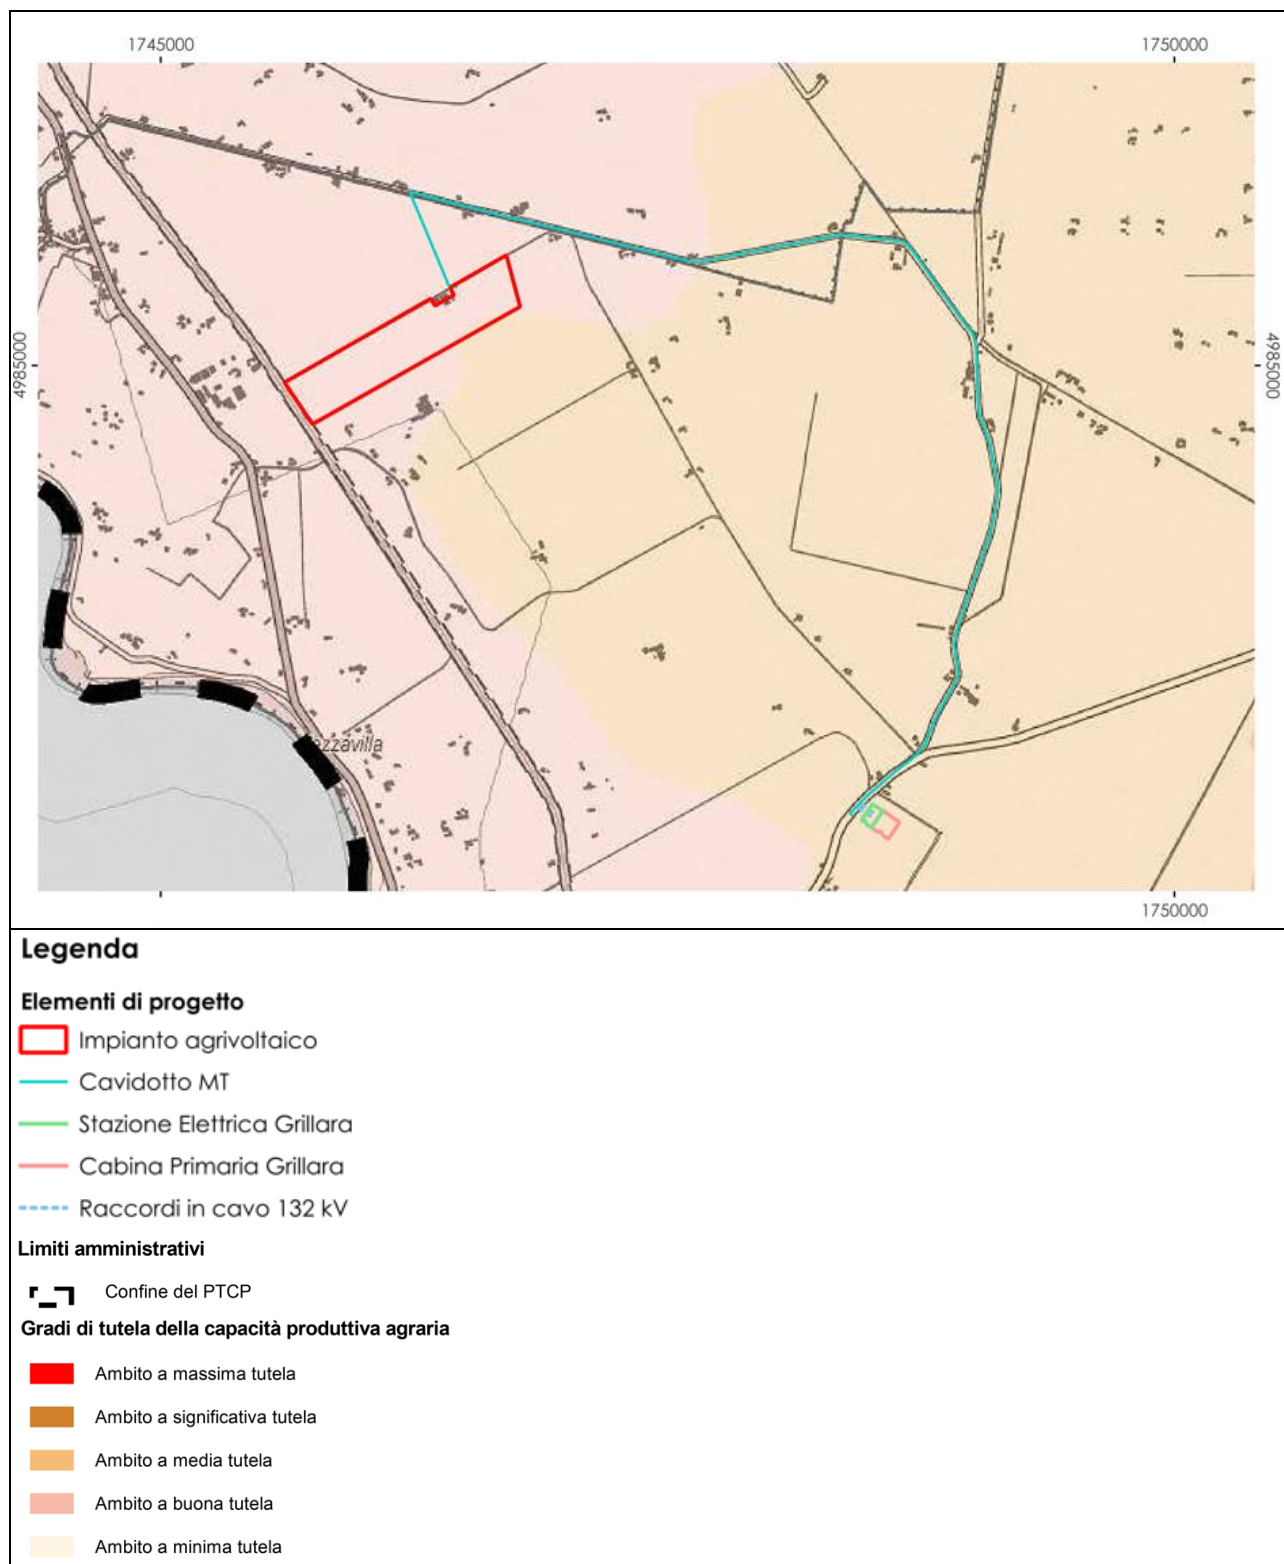 1745000
1750000
4985000
4985000
azzavilla
1750000
Legenda
Elementi di progetto
Impianto agrivoltaico
Cavidotto MT
Stazione Elettrica Grillara
Cabina Primaria Grillara
Raccordi in cavo 132 kV
Limiti amministrativi
Confine del PTCP
Gradi di tutela della capacità produttiva agraria
Ambito a massima tutela
Ambito a significativa tutela
Ambito a media tutela
Ambito a buona tutela
Ambito a minima tutela